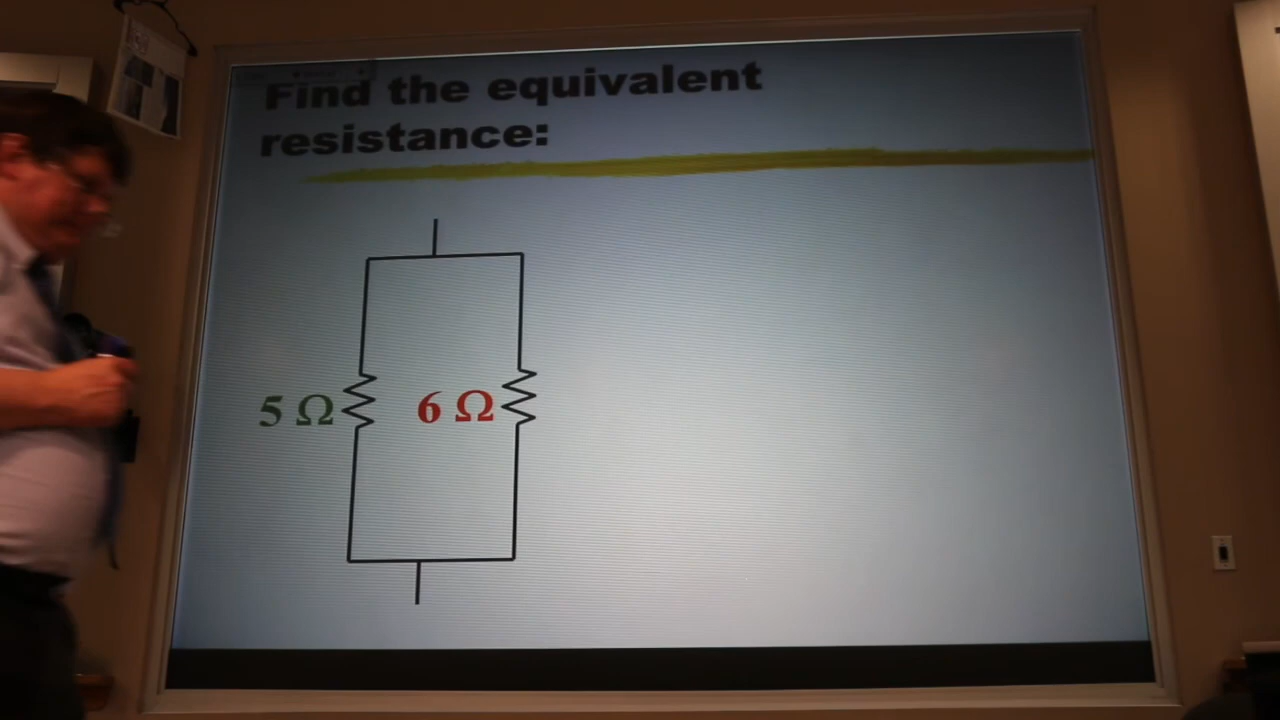 Find the equivalent
resistance:
5 Ω
6 Ω